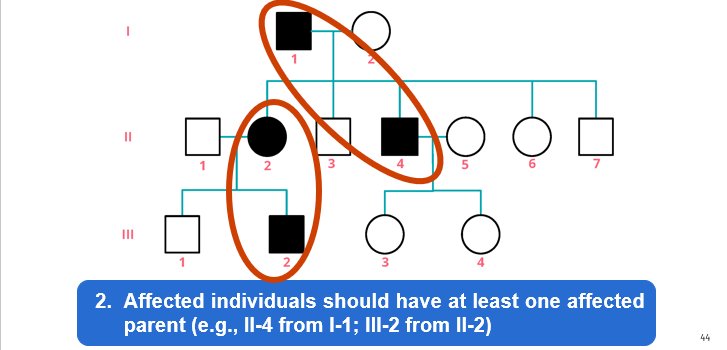 I
1
2
II
1
2
3
4
5
6
7
III
1
2
3
4
2. Affected individuals should have at least one affected
parent (e.g., II-4 from I-1; III-2 from II-2)
44